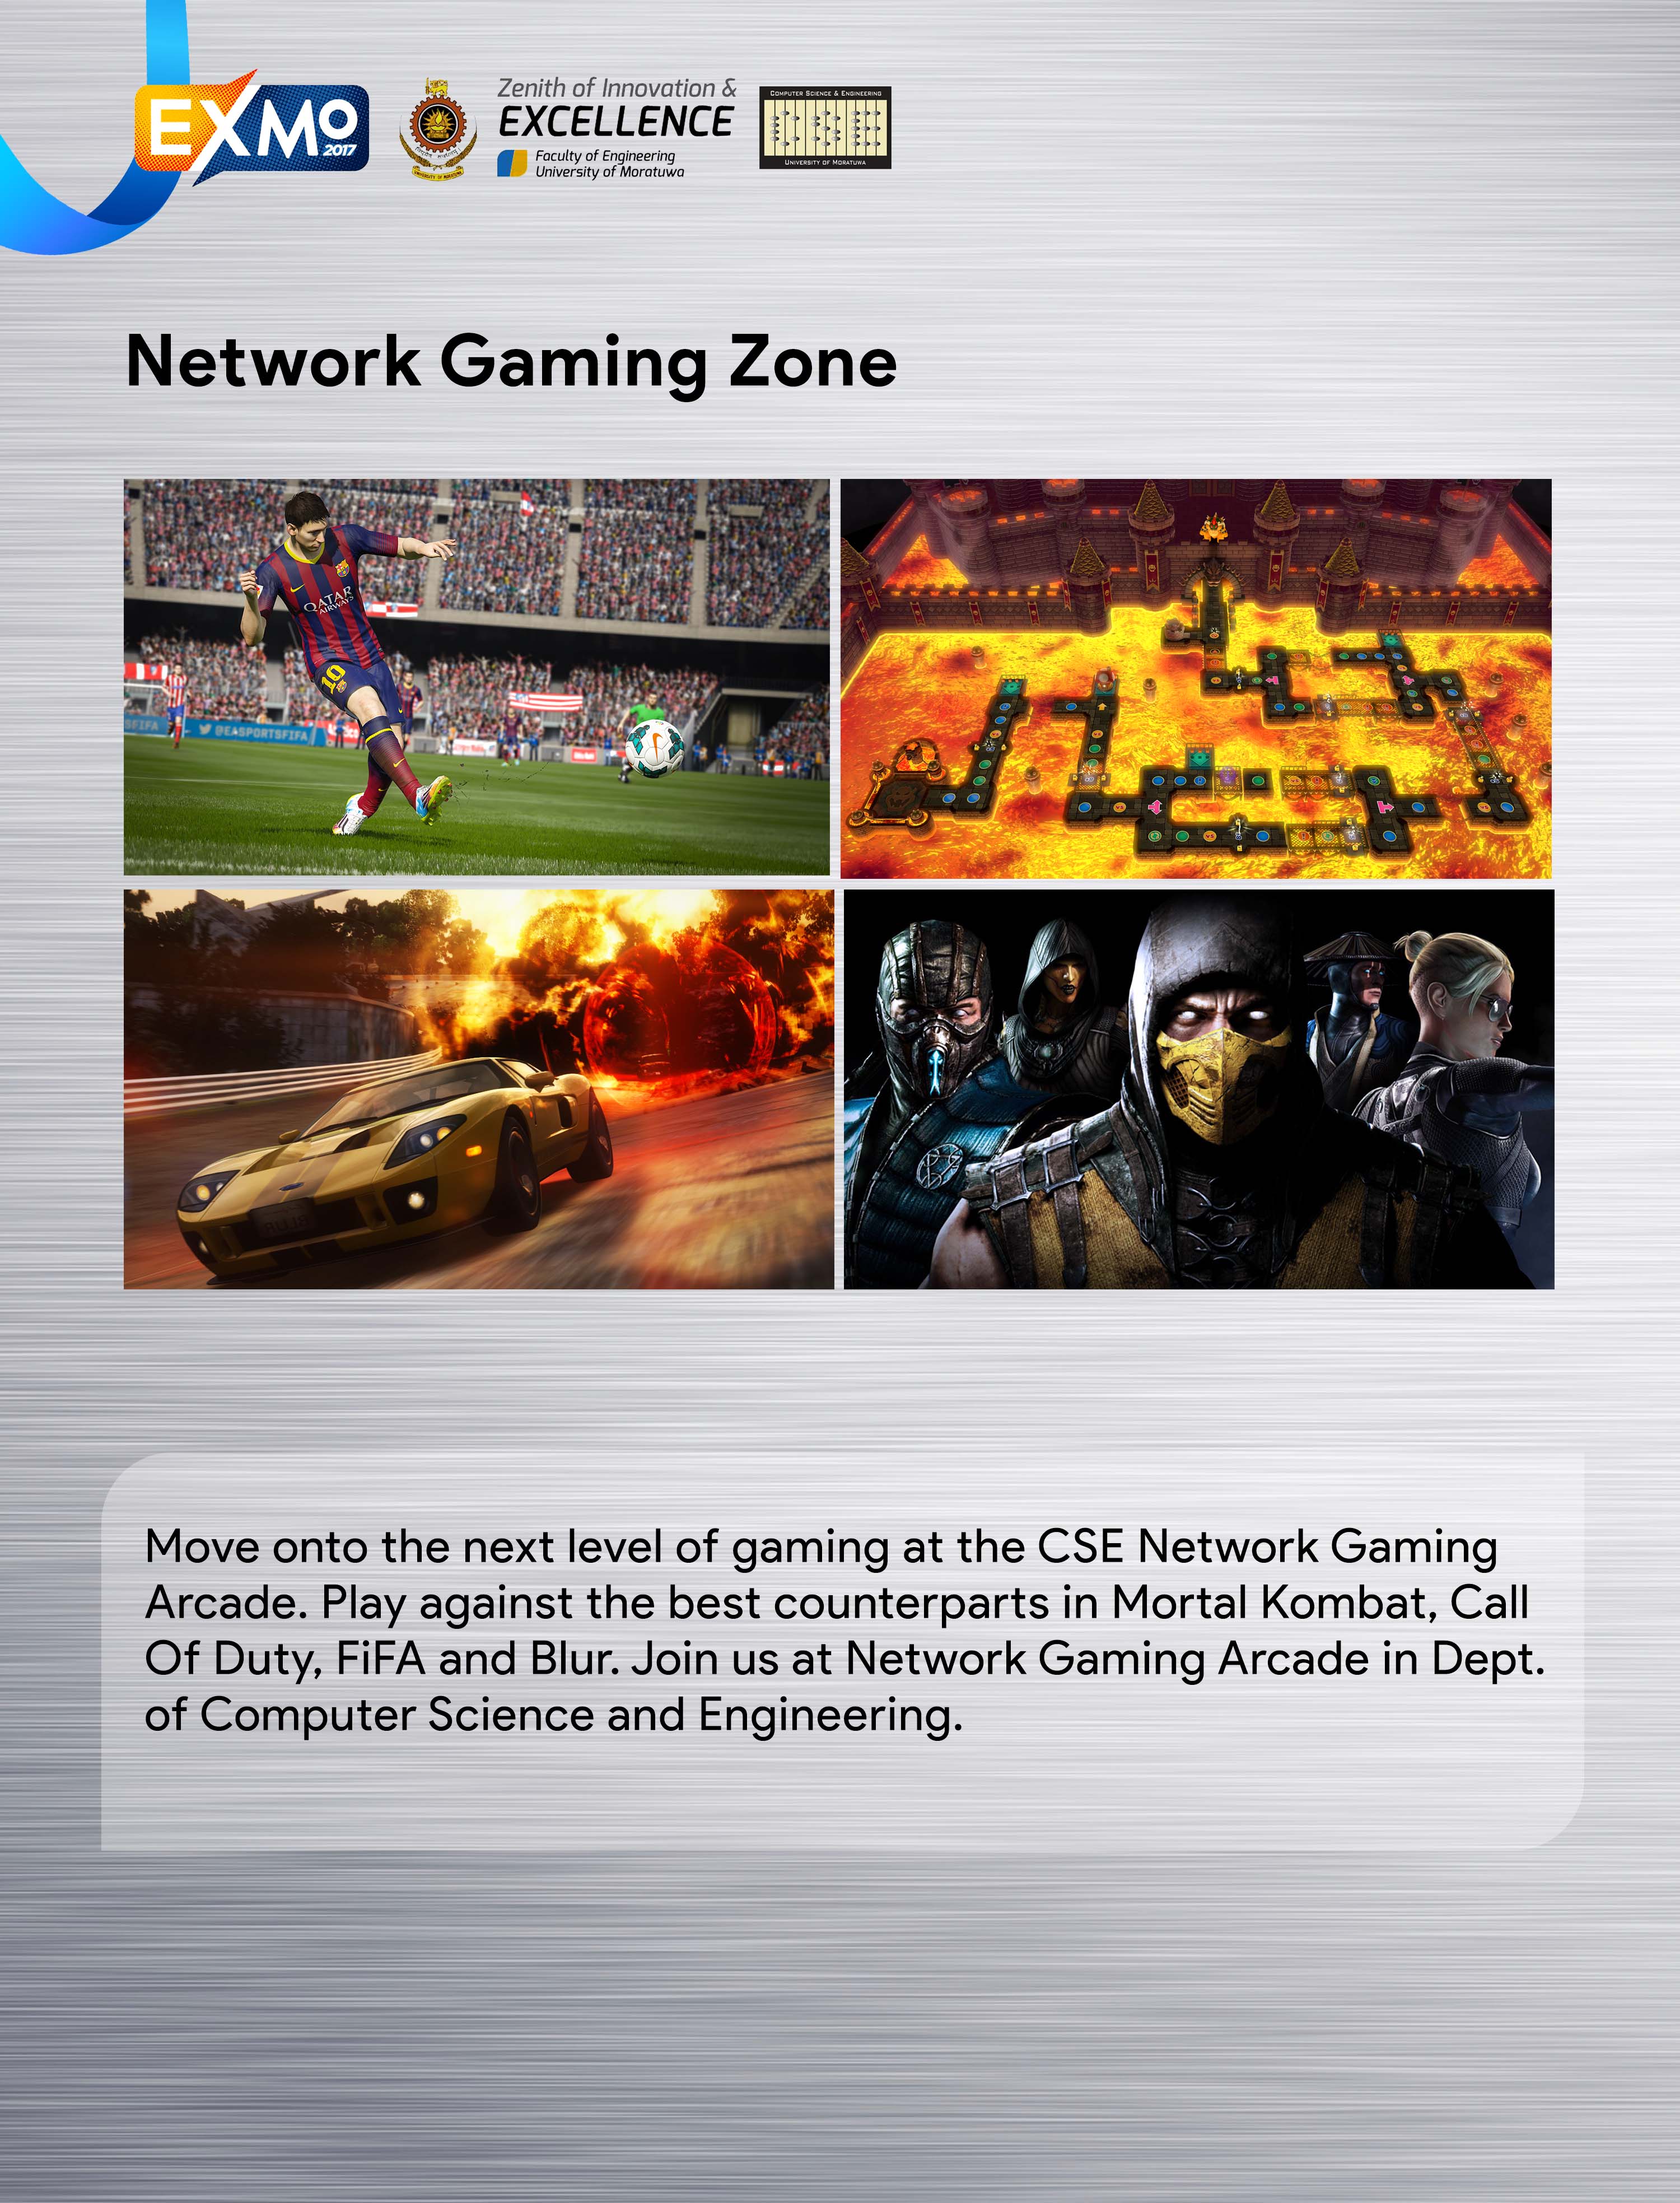 EXMO
2017
Zenith of Innovation &
EXCELLENCE
Faculty of Engineering
University of Moratuwa
UNIVERSITY OF MORATUWA
COMPUTER SCIENCE & ENGINEERING
CSE
UNIVERSITY OF MORATUWA
Network Gaming Zone
QATAR
AIRWAYS
10
SFIFA
@EASPORTSFIFA
Move onto the next level of gaming at the CSE Network Gaming
Arcade. Play against the best counterparts in Mortal Kombat, Call
Of Duty, FiFA and Blur. Join us at Network Gaming Arcade in Dept.
of Computer Science and Engineering.